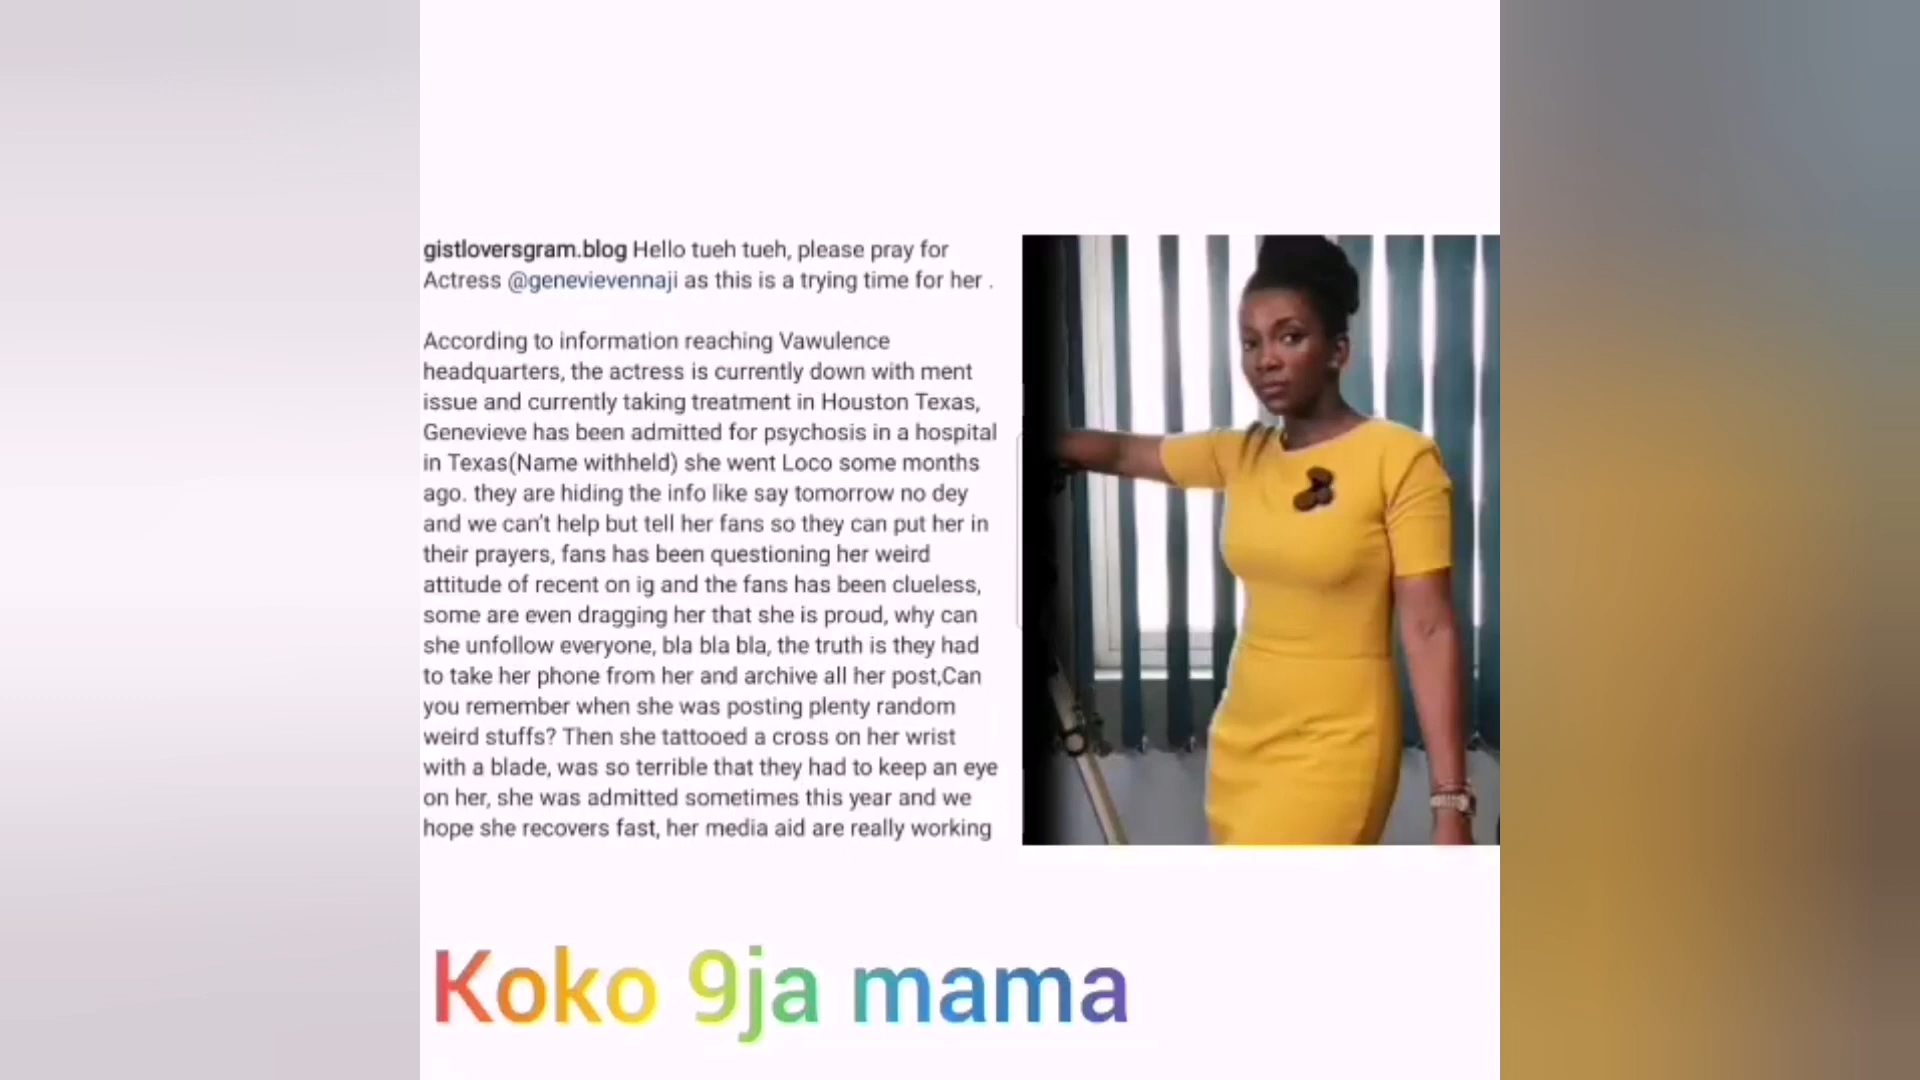 gistloversgram.blog Hello tueh tueh, please pray for
Actress @genevievennaji as this is a trying time for her .
According to information reaching Vawulence
headquarters, the actress is currently down with ment
issue and currently taking treatment in Houston Texas,
Genevieve has been admitted for psychosis in a hospital
in Texas(Name withheld) she went Loco some months
ago. they are hiding the info like say tomorrow no dey
and we can't help but tell her fans so they can put her in
their prayers, fans has been questioning her weird
attitude of recent on ig and the fans has been clueless,
some are even dragging her that she is proud, why can
she unfollow everyone, bla bla bla, the truth is they had
to take her phone from her and archive all her post,Can
you remember when she was posting plenty random
weird stuffs? Then she tattooed a cross on her wrist
with a blade, was so terrible that they had to keep an eye
on her, she was admitted sometimes this year and we
hope she recovers fast, her media aid are really working
Koko 9ja mama